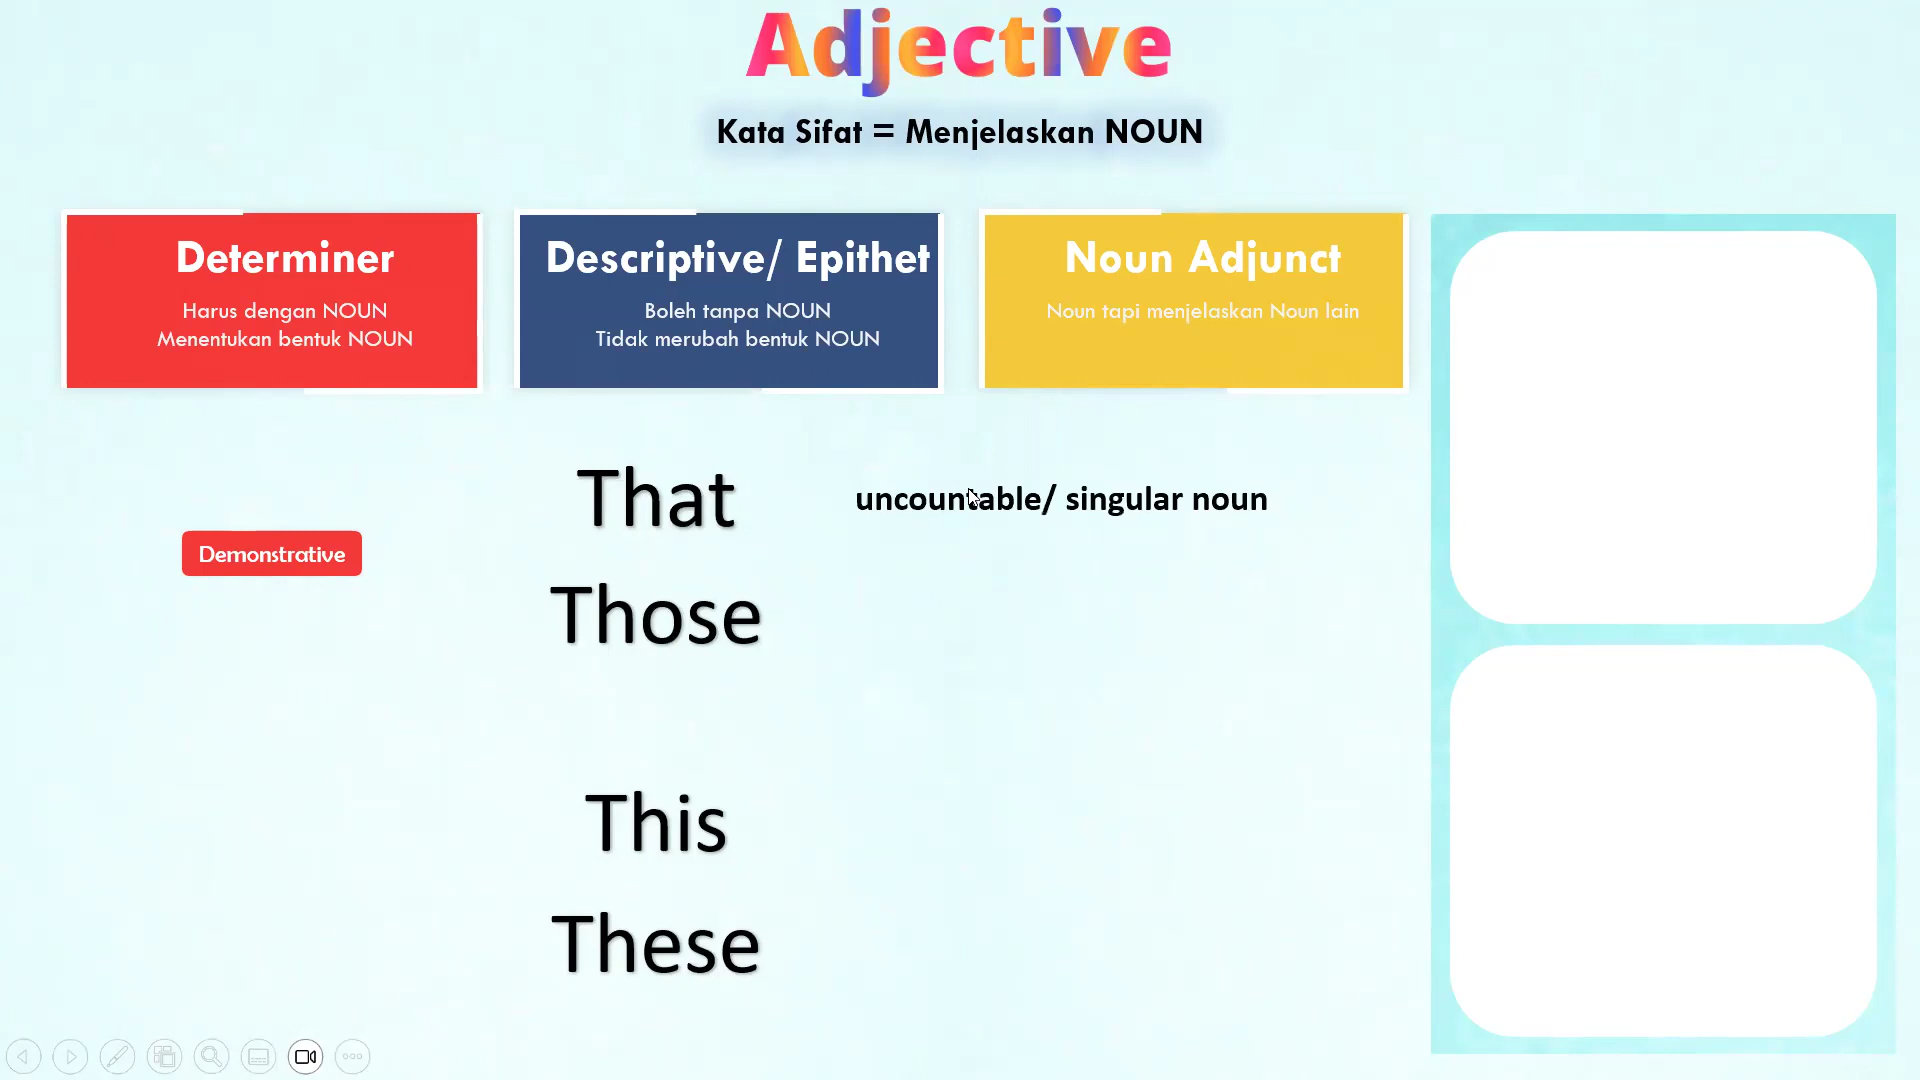 Adjective
Kata Sifat = Menjelaskan NOUN
Determiner
Harus dengan NOUN
Menentukan bentuk NOUN
Descriptive/ Epithet
Boleh tanpa NOUN
Tidak merubah bentuk NOUN
Noun Adjunct
Noun tapi menjelaskan Noun lain
Demonstrative
That
uncountable/ singular noun
Those
This
These